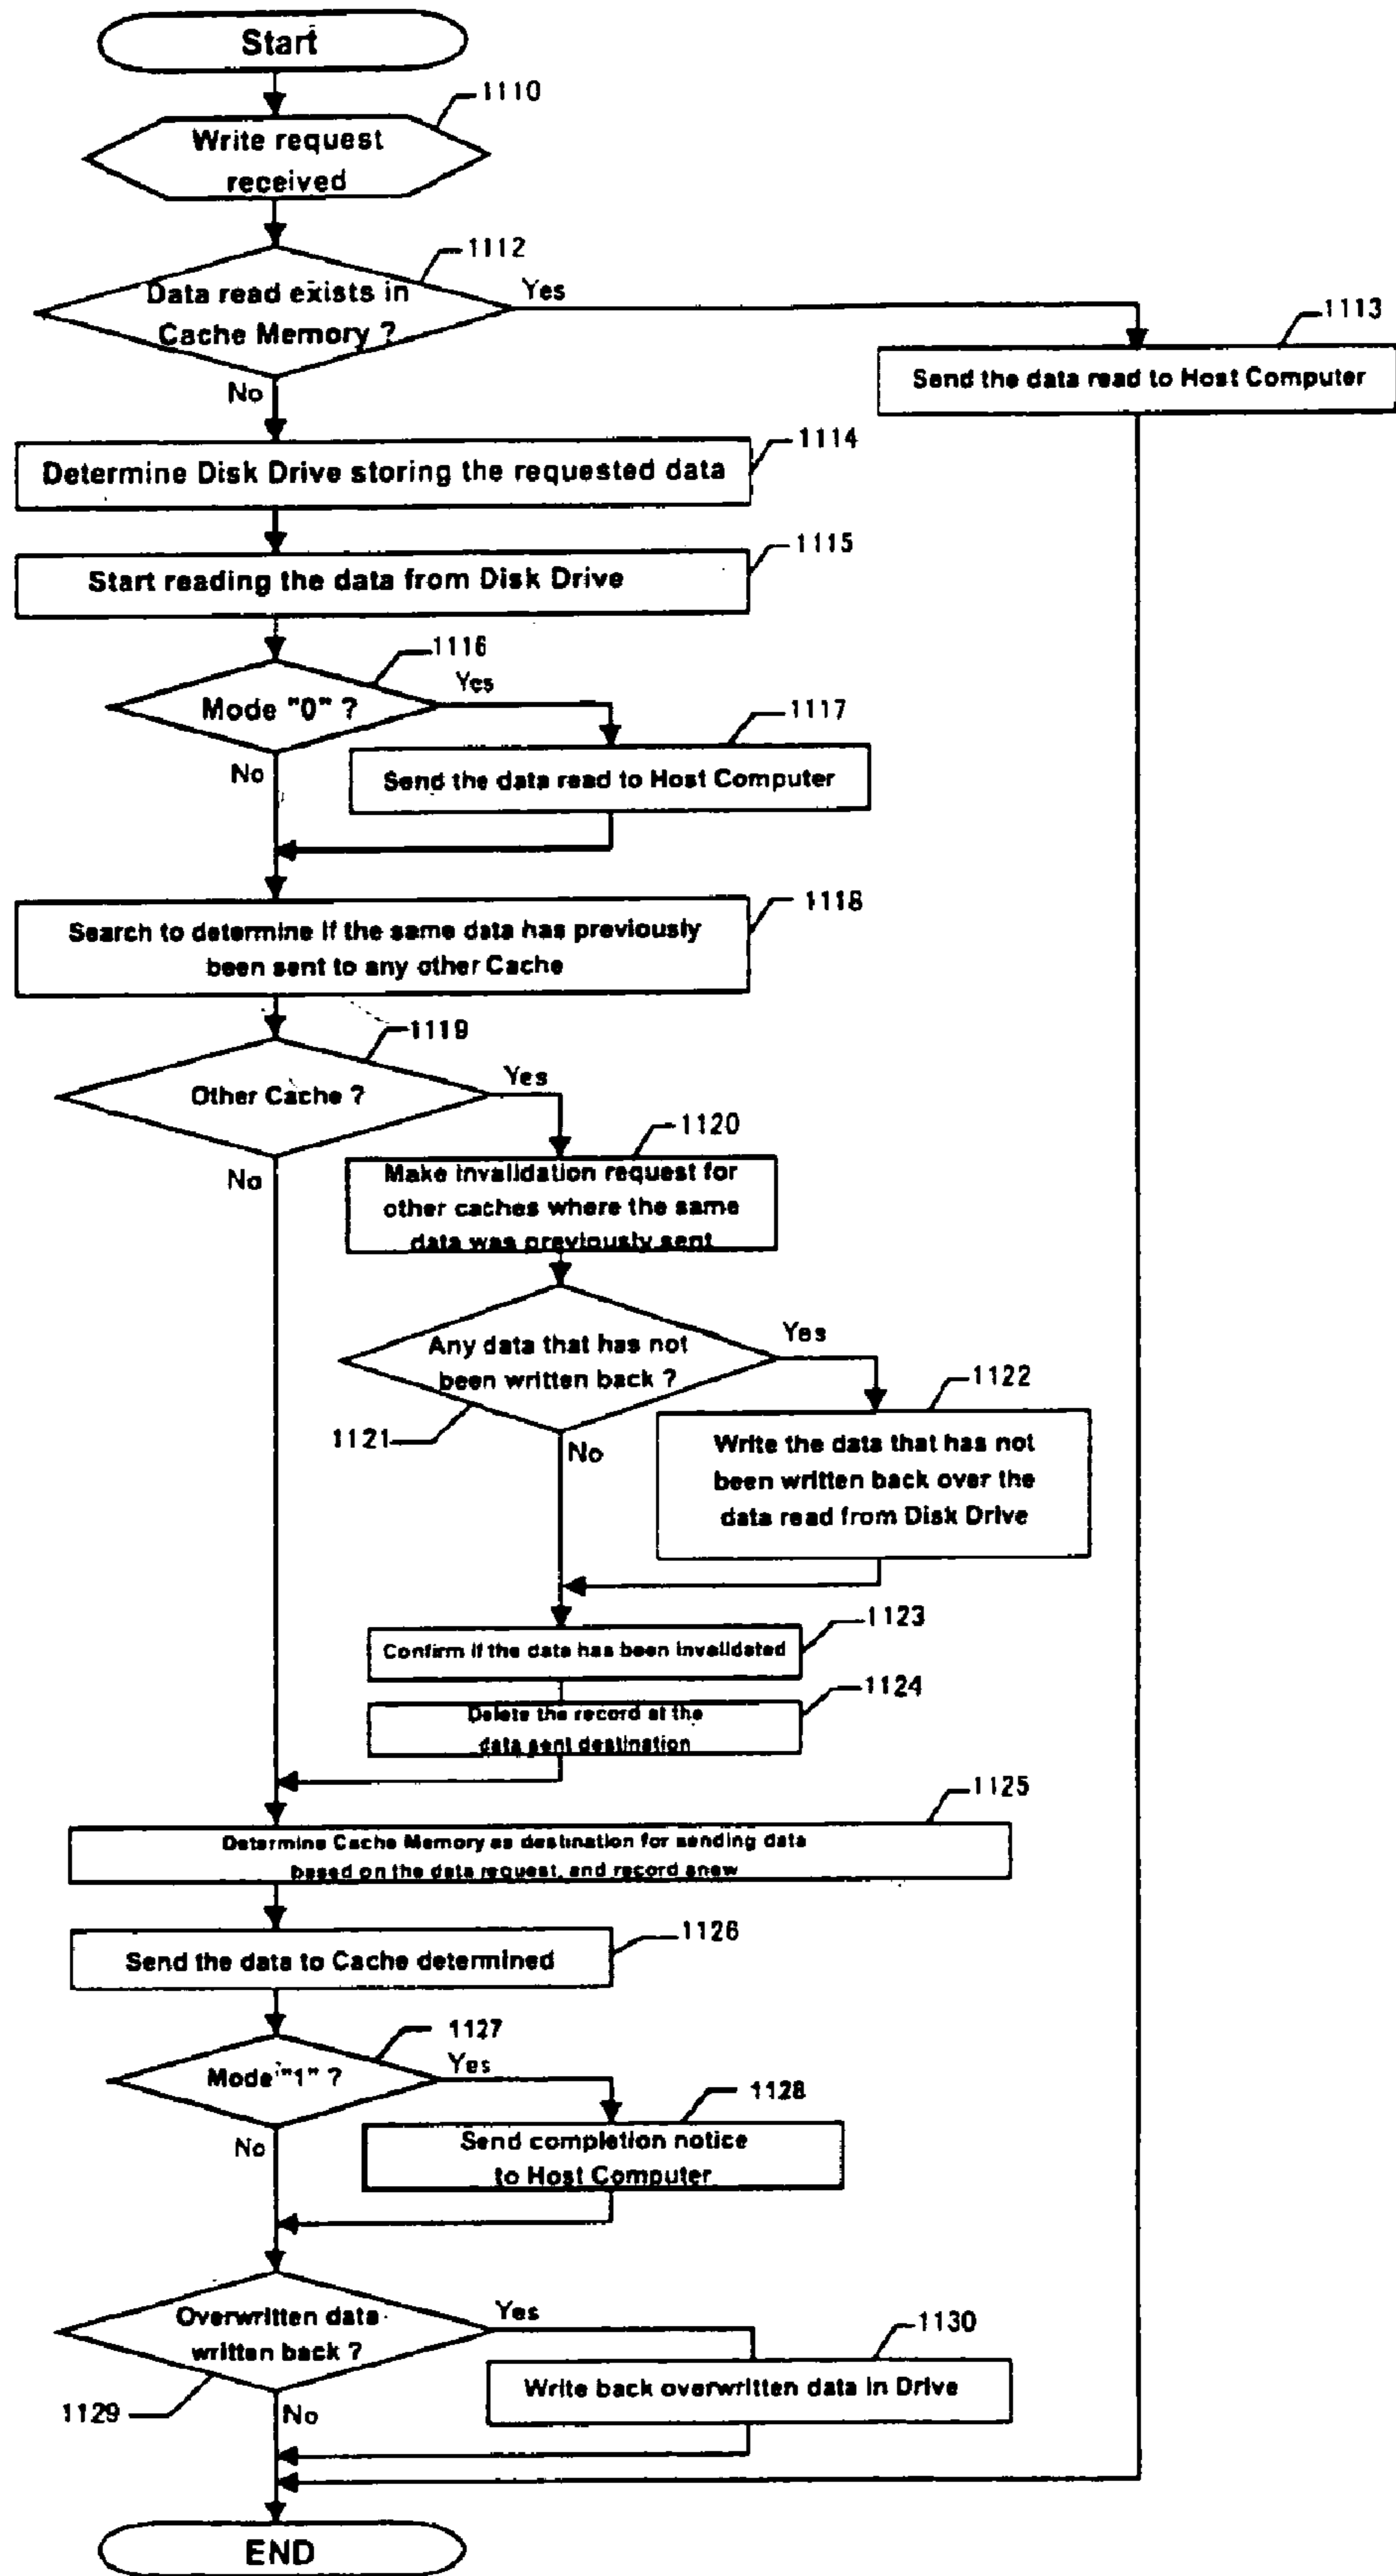 Start
1110
Write request
received
1112
Data read exists in
Cache Memory ?
Yes
No
1113
Send the data read to Host Computer
1114
Determine Disk Drive storing the requested data
1115
Start reading the data from Disk Drive
1116
Mode "0" ?
Yes
No
1117
Send the data read to Host Computer
1118
Search to determine if the same data has previously
been sent to any other Cache
1119
Other Cache ?
Yes
No
1120
Make invalidation request for
other caches where the same
data was previously sent
Any data that has not
been written back ?
Yes
1121
No
1122
Write the data that has not
been written back over the
data read from Disk Drive
1123
Confirm if the data has been invalidated
1124
Delete the record at the
data sent destination
1125
Determine Cache Memory as destination for sending data
based on the data request, and record anew
1126
Send the data to Cache determined
1127
Mode "1" ?
Yes
No
1128
Send completion notice
to Host Computer
Overwritten data
written back ?
Yes
1129
No
1130
Write back overwritten data in Drive
END